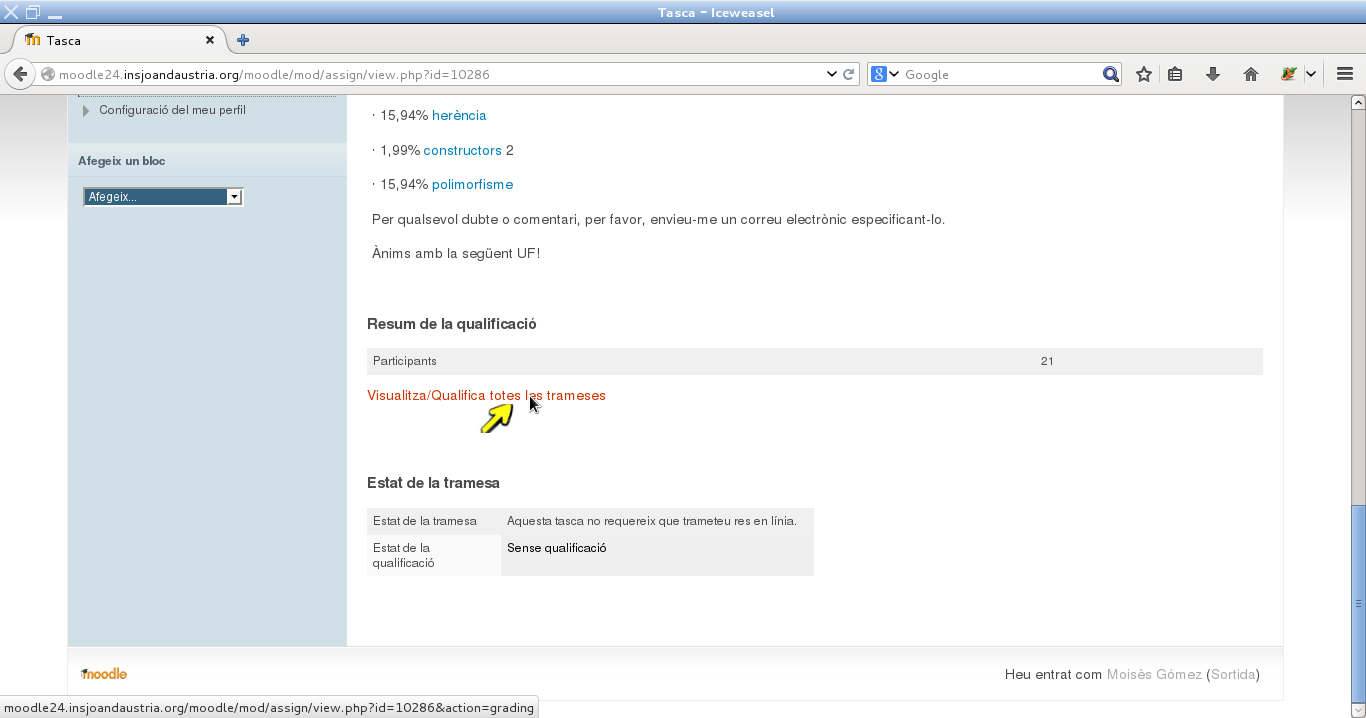 Tasca - Iceweasel
Tasca
moodle24.insjoandaustria.org/moodle/mod/assign/view.php?id=10286
Google
Configuració del meu perfil
Afegeix un bloc
Afegeix...
· 15,94% herència
· 1,99% constructors 2
· 15,94% polimorfisme
Per qualsevol dubte o comentari, per favor, envieu-me un correu electrònic especificant-lo.
Ànims amb la següent UF!
Resum de la qualificació
Participants 21
Visualitza/Qualifica totes les trameses
Estat de la tramesa
Estat de la tramesa Aquesta tasca no requereix que trameteu res en línia.
Estat de la Sense qualificació
qualificació
moodle
Heu entrat com Moisès Gómez (Sortida)
moodle24.insjoandaustria.org/moodle/mod/assign/view.php?id=10286&action=grading